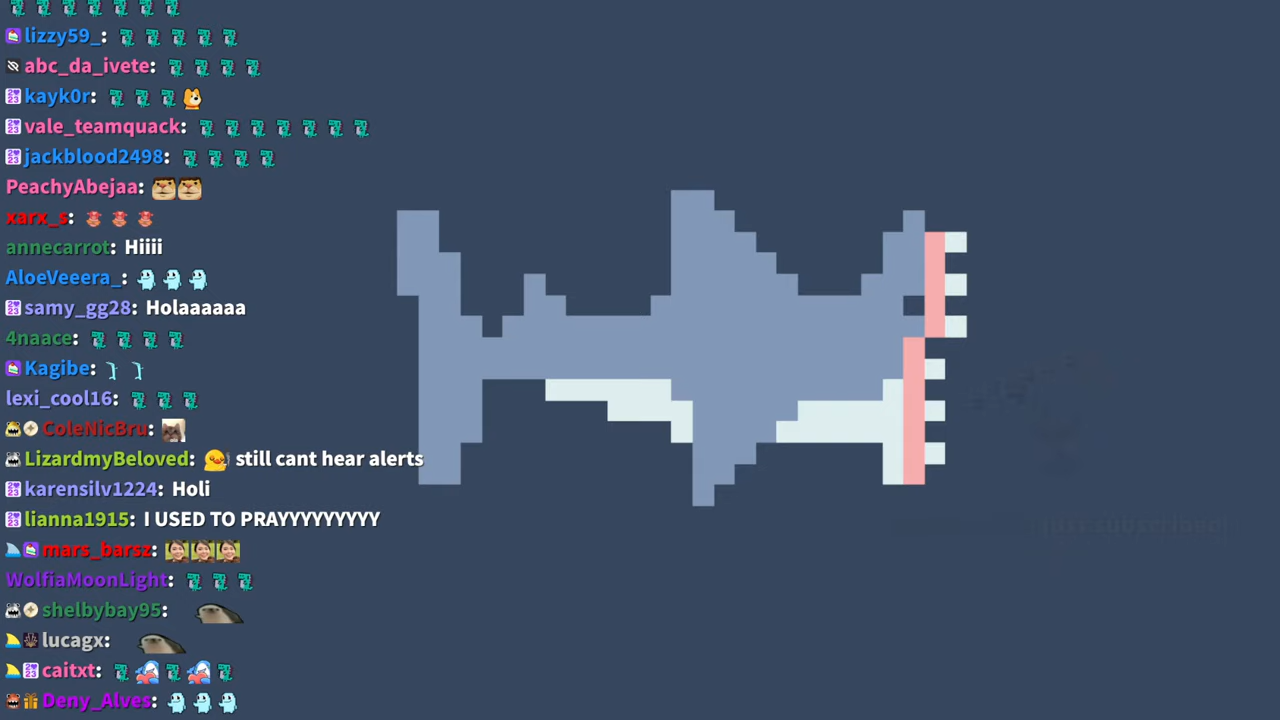 lizzy59_:
abc_da_ivete:
kayk0r:
vale_teamquack:
jackblood2498:
PeachyAbejaa:
xarx_s:
annecarrot: Hiiii
AloeVeeera_:
samy_gg28: Holaaaaaa
4naace:
Kagibe:
lexi_cool16:
ColeNicBru:
LizardmyBeloved: still cant hear alerts
karensilv1224: Holi
lianna1915: I USED TO PRAYYYYYYYYY
mars_barsz:
WolfiaMoonLight:
shelbybay95:
lucagx:
caitxt:
Deny_Alves: